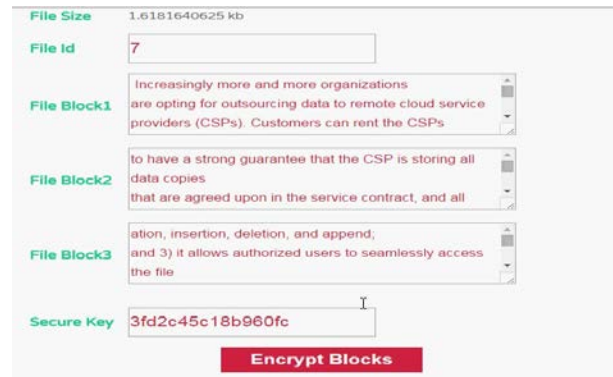 File Size 1.6181640625 kb
File Id 7
File Block1 Increasingly more and more organizations
are opting for outsourcing data to remote cloud service
providers (CSPs). Customers can rent the CSPs
File Block2 to have a strong guarantee that the CSP is storing all
data copies
that are agreed upon in the service contract, and all
File Block3 ation, insertion, deletion, and append;
and 3) it allows authorized users to seamlessly access
the file
Secure Key 3fd2c45c18b960fc
Encrypt Blocks